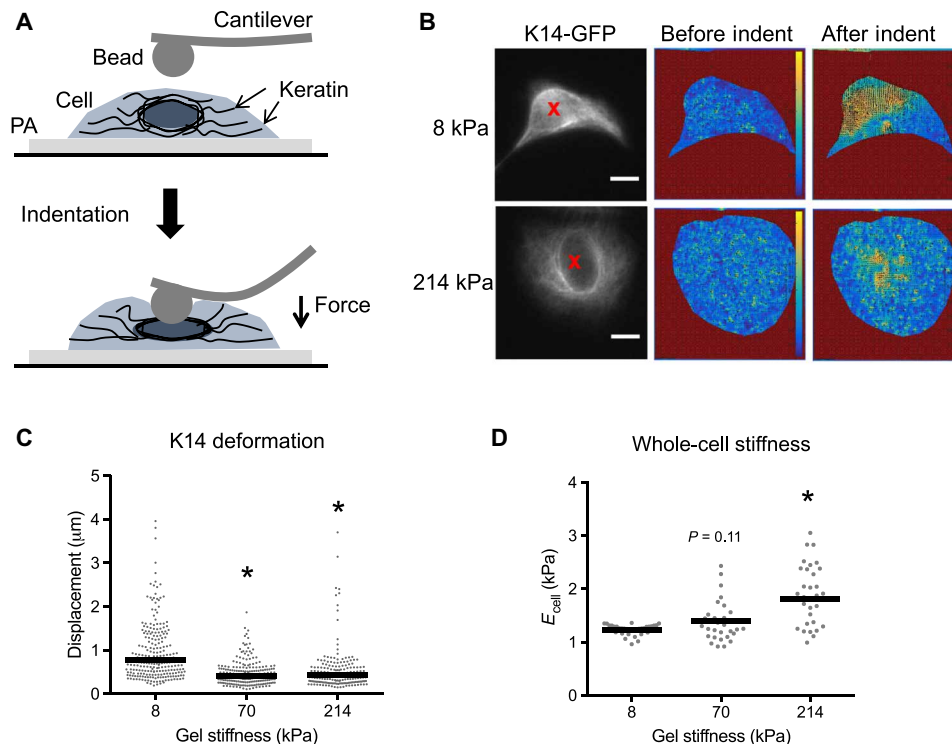 A
Cantilever
Bead
Cell
Keratin
PA
Indentation
Force
B
K14-GFP
Before indent
After indent
8 kPa
X
214 kPa
X
C
K14 deformation
Displacement (μm)
5
4
3
2
1
0
*
*
8
70
214
Gel stiffness (kPa)
D
Whole-cell stiffness
E cell (kPa)
4
3
2
1
0
P = 0.11
*
8
70
214
Gel stiffness (kPa)